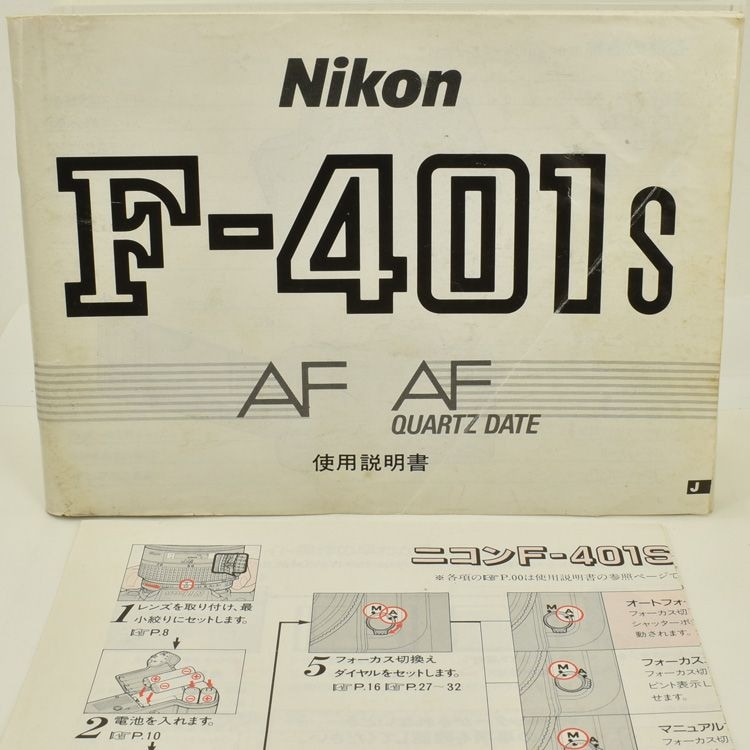 Nikon
F-401s
AF AF
QUARTZ DATE
使用説明書
J
ニコンF-401S
※各項の☞P.00は使用説明書の参照ページで
1 レンズを取り付け、最
小絞りにセットします。
☞P.8
2 電池を入れます。
☞P.10
M A
5 フォーカス切換え
ダイヤルをセットします。
☞P.16 ☞P.27〜32
M A
オートフォ
フォーカス切
シャッターボ
動されます。
M A
フォーカス
フォーカス切
ピント表示し
せます。
M A
マニュアル
フォーカス切